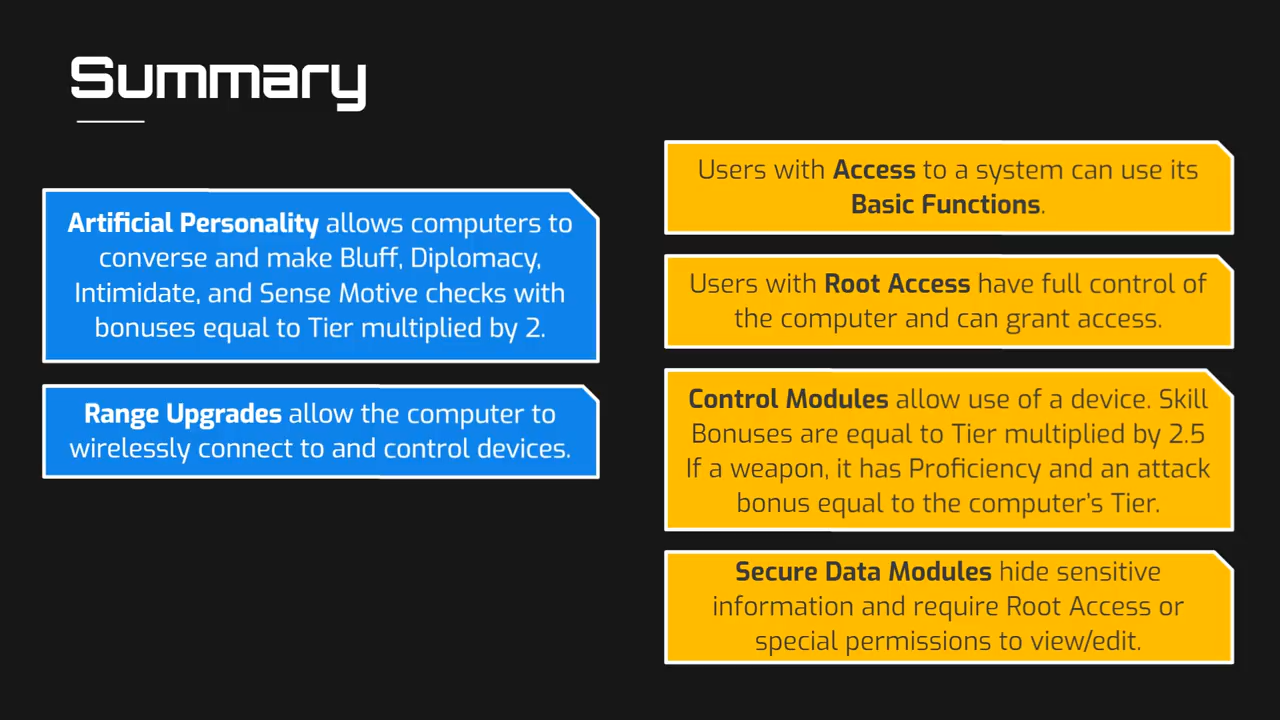 Summary
Artificial Personality allows computers to
converse and make Bluff, Diplomacy,
Intimidate, and Sense Motive checks with
bonuses equal to Tier multiplied by 2.
Range Upgrades allow the computer to
wirelessly connect to and control devices.
Users with Access to a system can use its
Basic Functions.
Users with Root Access have full control of
the computer and can grant access.
Control Modules allow use of a device. Skill
Bonuses are equal to Tier multiplied by 2.5
If a weapon, it has Proficiency and an attack
bonus equal to the computer's Tier.
Secure Data Modules hide sensitive
information and require Root Access or
special permissions to view/edit.